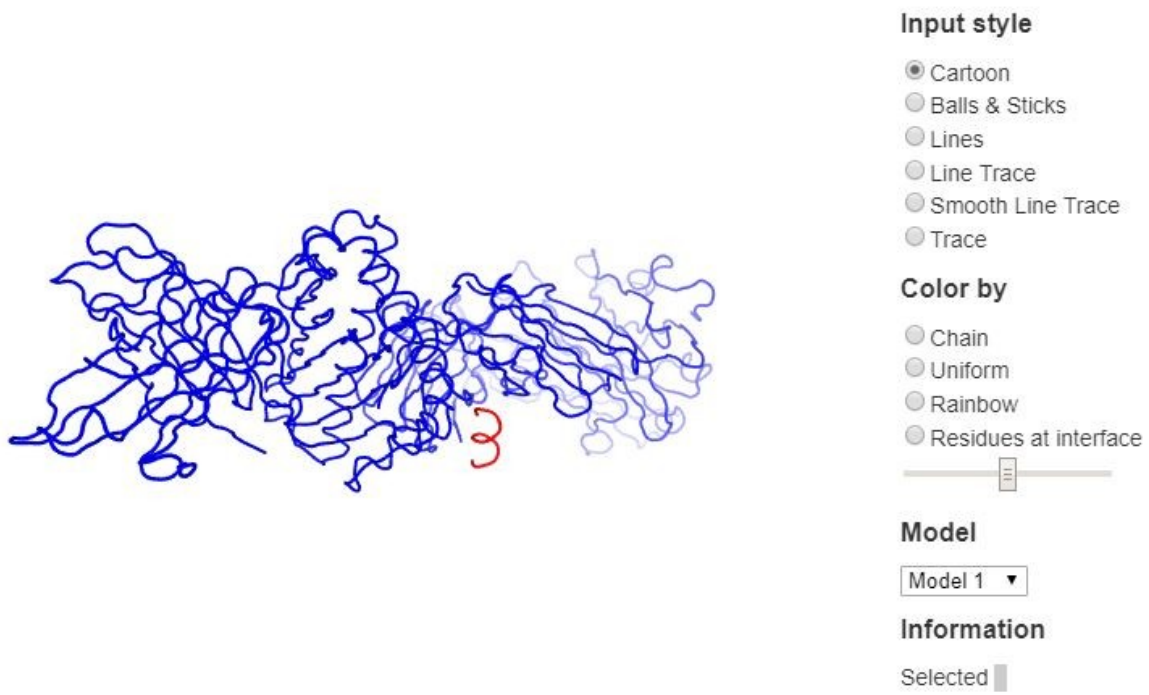 Input style
Cartoon
Balls & Sticks
Lines
Line Trace
Smooth Line Trace
Trace
Color by
Chain
Uniform
Rainbow
Residues at interface
Model
Model 1
Information
Selected